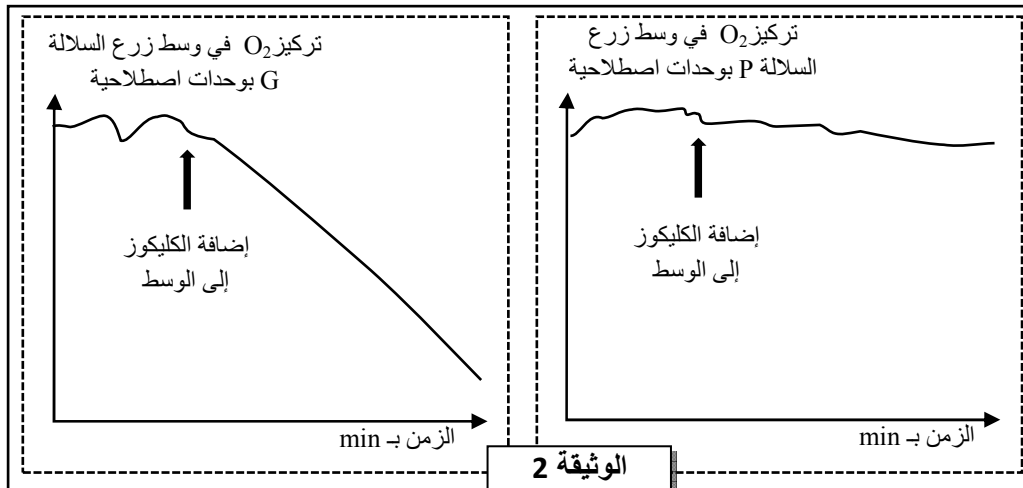 تركيز O2 في وسط زرع
السلالة P بوحدات اصطلاحية
إضافة الكليكوز
إلى الوسط
الزمن بـ min
تركيز O2 في وسط زرع السلالة
G بوحدات اصطلاحية
إضافة الكليكوز
إلى الوسط
الزمن بـ min
الوثيقة 2